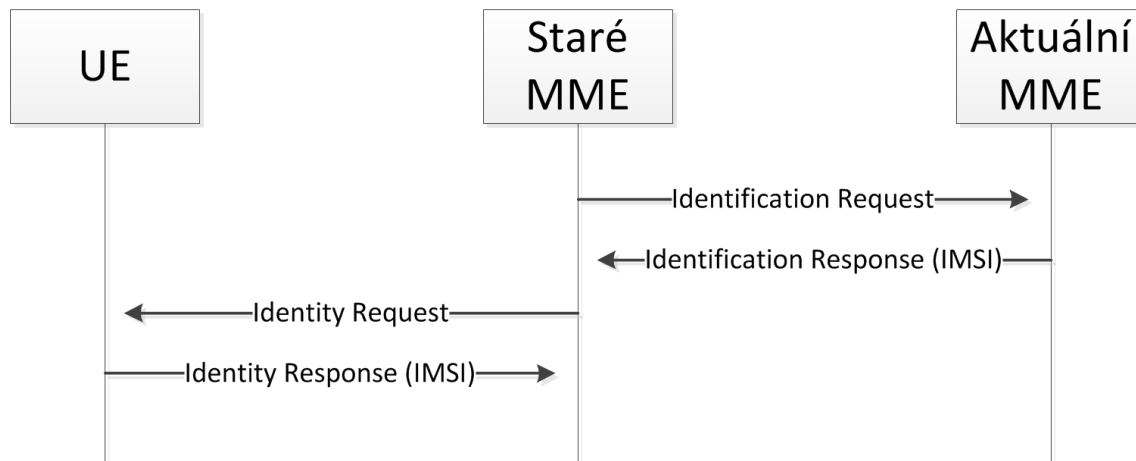 UE
Staré
MME
Aktuální
MME
Identification Request
Identification Response (IMSI)
Identity Request
Identity Response (IMSI)